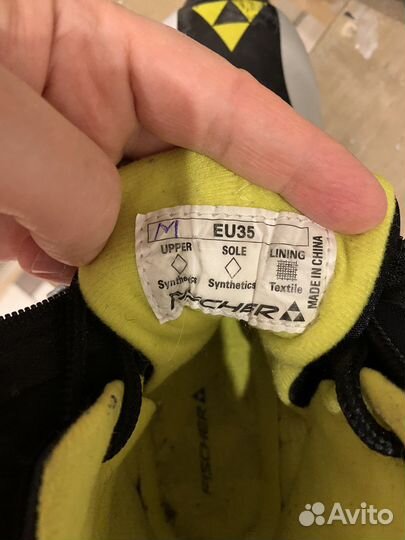 M EU35
UPPER SOLE LINING
Synthetics Synthetics Textile
FISCHER
MADE IN CHINA
FISCHER
Avito